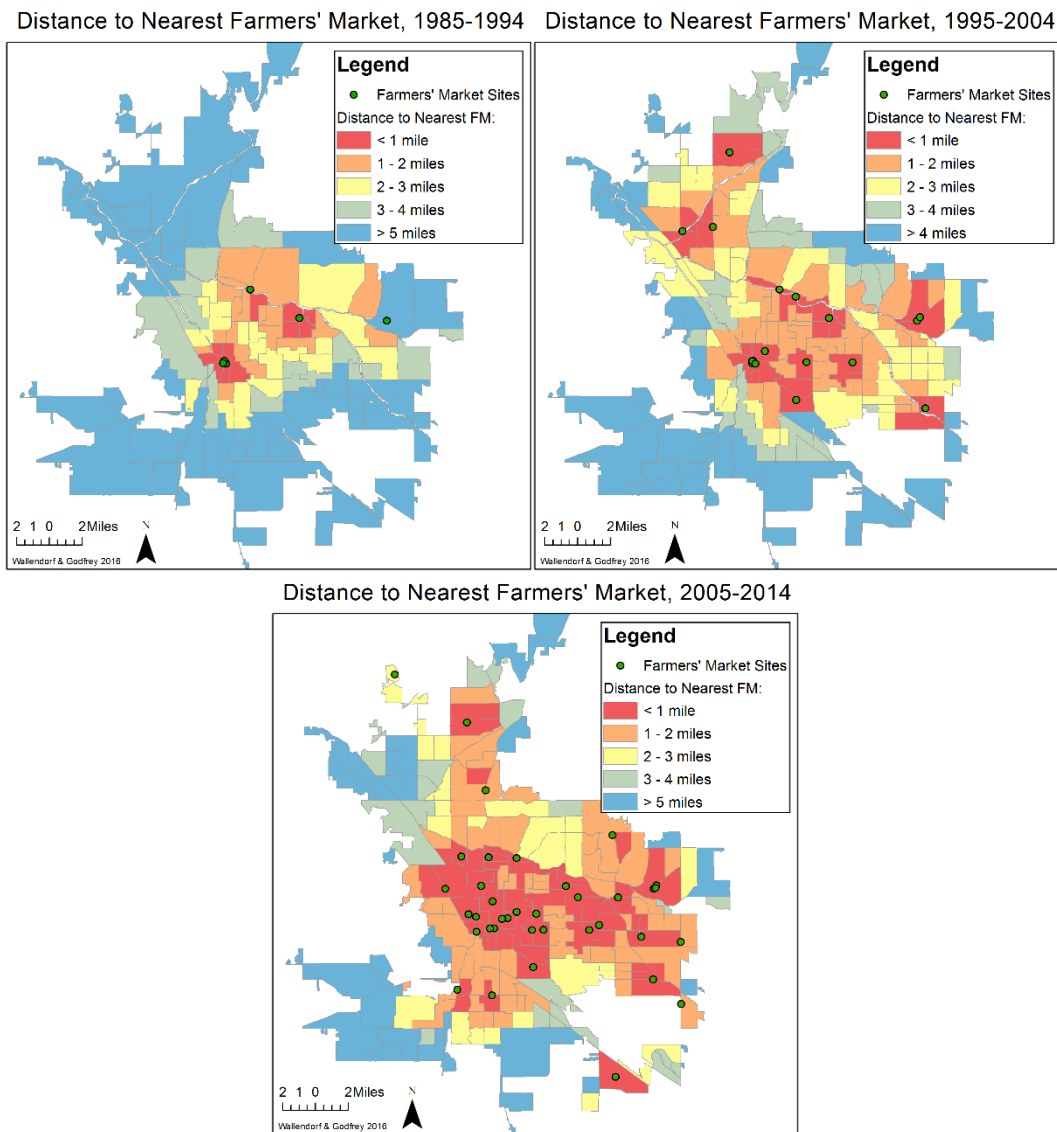 Distance to Nearest Farmers' Market, 1985-1994
Legend
Farmers' Market Sites
Distance to Nearest FM:
< 1 mile
1 - 2 miles
2 - 3 miles
3 - 4 miles
> 5 miles
2 1 0 2Miles
N
Wallendorf & Godfrey 2016
Distance to Nearest Farmers' Market, 1995-2004
Legend
Farmers' Market Sites
Distance to Nearest FM:
< 1 mile
1 - 2 miles
2 - 3 miles
3 - 4 miles
> 4 miles
2 1 0 2Miles
N
Wallendorf & Godfrey 2016
Distance to Nearest Farmers' Market, 2005-2014
Legend
Farmers' Market Sites
Distance to Nearest FM:
< 1 mile
1 - 2 miles
2 - 3 miles
3 - 4 miles
> 5 miles
2 1 0 2Miles
N
Wallendorf & Godfrey 2016